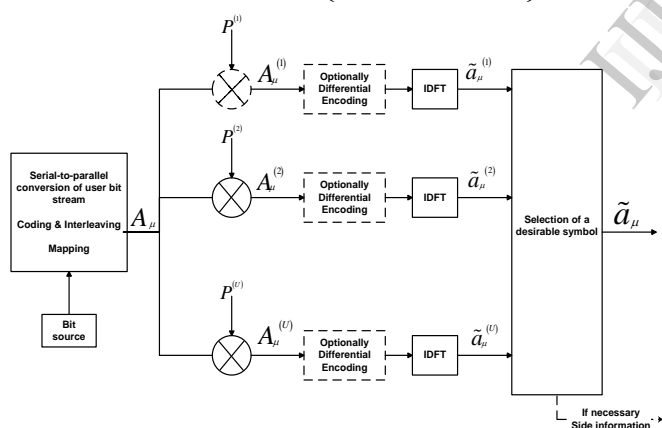 P^(1)
A_μ^(1)
Optionally
Differential
Encoding
IDFT
ã_μ^(1)
P^(2)
A_μ^(2)
Optionally
Differential
Encoding
IDFT
ã_μ^(2)
Serial-to-parallel
conversion of user bit
stream
Coding & Interleaving
Mapping
A_μ
Selection of a
desirable symbol
ã_μ
P^(U)
A_μ^(U)
Optionally
Differential
Encoding
IDFT
ã_μ^(U)
Bit
source
If necessary
Side information